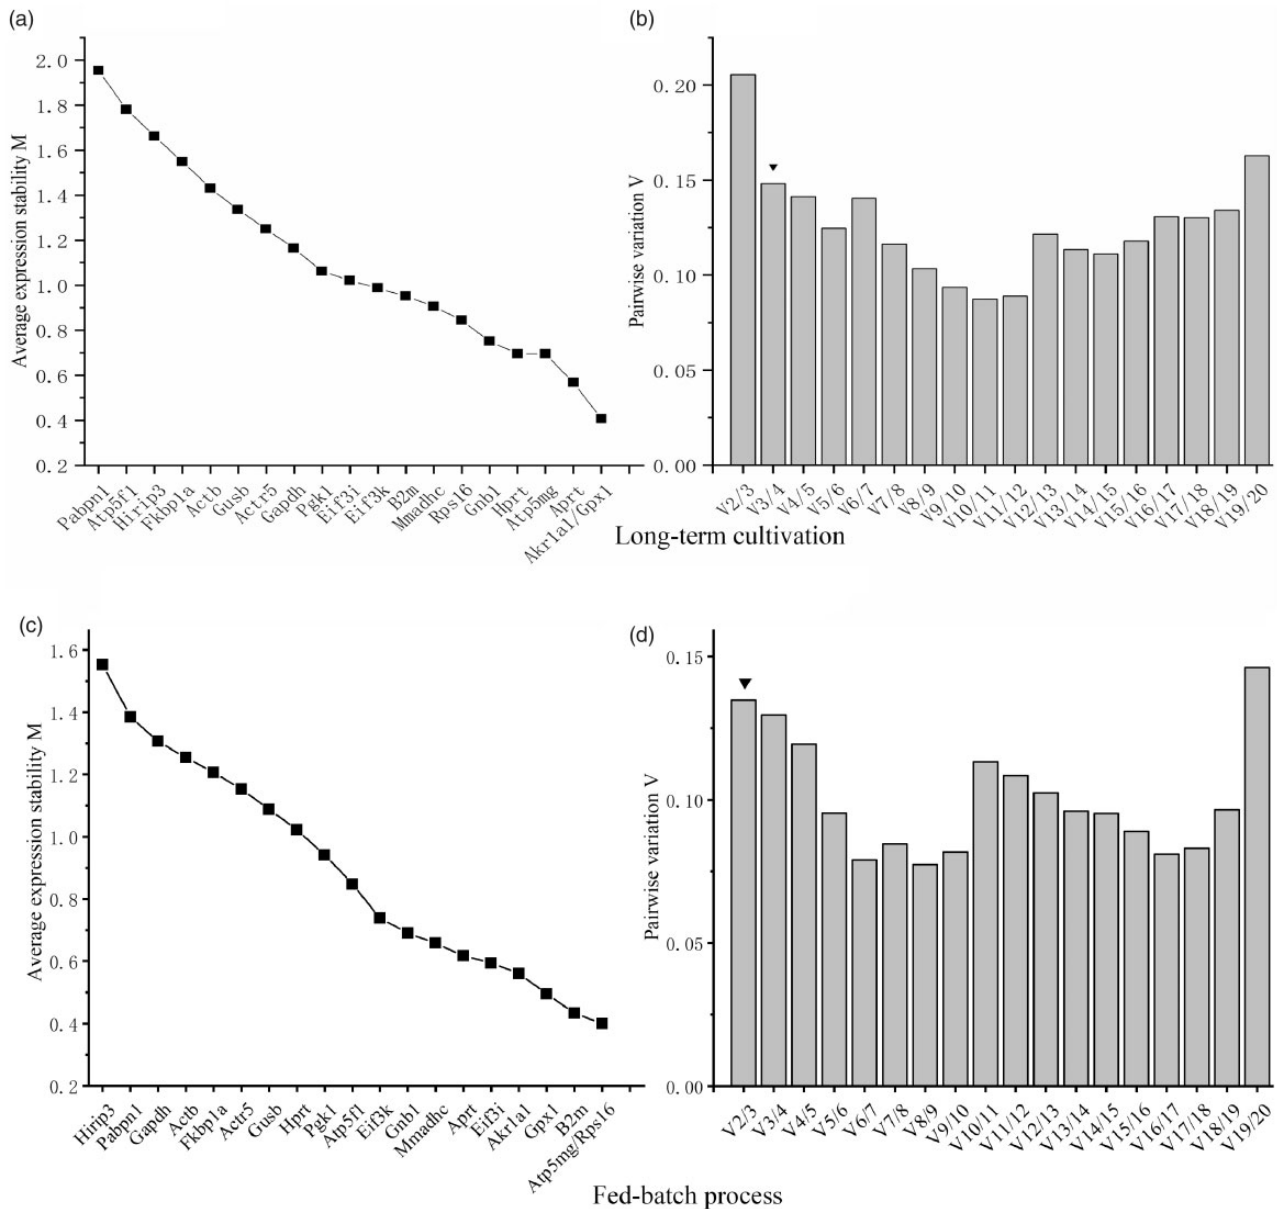 (a)
Average expression stability M
2.0
1.8
1.6
1.4
1.2
1.0
0.8
0.6
0.4
0.2
Pabpn1
Atp5f1
Hirip3
Fkbp1a
Actb
Gusb
Actr5
Gapdh
Pgk1
Eif3i
Eif3k
B2m
Mmadhc
Rps16
Gnb1
Hprt
Atp5mg
Aprt
Akr1a1/Gpx1
(b)
Pairwise variation V
0.20
0.15
0.10
0.05
0.00
V2/3
V3/4
V4/5
V5/6
V6/7
V7/8
V8/9
V9/10
V10/11
V11/12
V12/13
V13/14
V14/15
V15/16
V16/17
V17/18
V18/19
V19/20
Long-term cultivation
(c)
Average expression stability M
1.6
1.4
1.2
1.0
0.8
0.6
0.4
0.2
Hirip3
Pabpn1
Gapdh
Actb
Fkbp1a
Actr5
Gusb
Hprt
Pgk1
Atp5f1
Eif3k
Gnb1
Mmadhc
Aprt
Eif3i
Akr1a1
Gpx1
B2m
Atp5mg/Rps16
(d)
Pairwise variation V
0.15
0.10
0.05
0.00
V2/3
V3/4
V4/5
V5/6
V6/7
V7/8
V8/9
V9/10
V10/11
V11/12
V12/13
V13/14
V14/15
V15/16
V16/17
V17/18
V18/19
V19/20
Fed-batch process